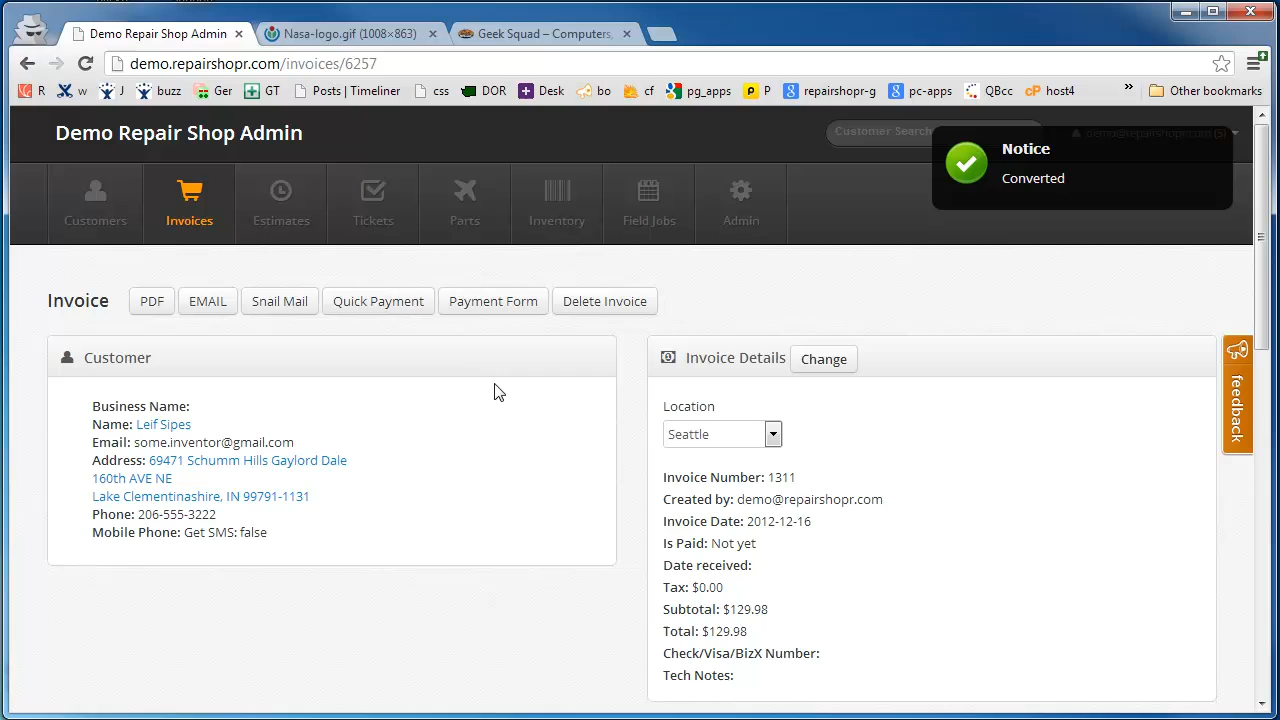 Demo Repair Shop Admin
Nasa-logo.gif (1008×863)
Geek Squad – Computers,
demo.repairshopr.com/invoices/6257
R
w
J
buzz
Ger
GT
Posts | Timeliner
css
DOR
Desk
bo
cf
pg_apps
P
repairshopr-g
pc-apps
QBcc
host4
Other bookmarks
Demo Repair Shop Admin
Customer Search
demo@repairshopr.com (5)
Notice
Converted
Customers
Invoices
Estimates
Tickets
Parts
Inventory
Field Jobs
Admin
Invoice
PDF
EMAIL
Snail Mail
Quick Payment
Payment Form
Delete Invoice
Customer
Business Name:
Name: Leif Sipes
Email: some.inventor@gmail.com
Address: 69471 Schumm Hills Gaylord Dale
160th AVE NE
Lake Clementinashire, IN 99791-1131
Phone: 206-555-3222
Mobile Phone: Get SMS: false
Invoice Details
Change
Location
Seattle
Invoice Number: 1311
Created by: demo@repairshopr.com
Invoice Date: 2012-12-16
Is Paid: Not yet
Date received:
Tax: $0.00
Subtotal: $129.98
Total: $129.98
Check/Visa/BizX Number:
Tech Notes:
feedback